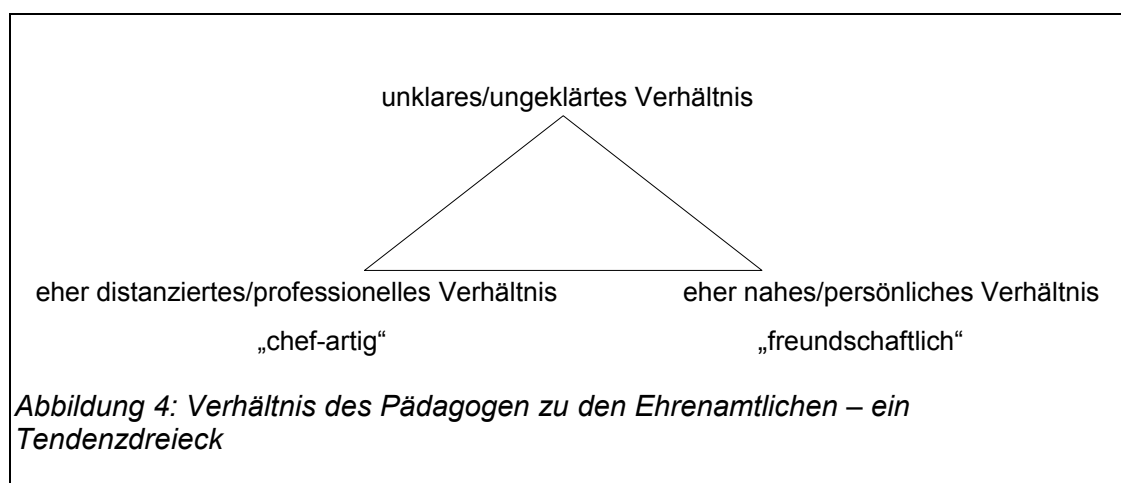 unklares/ungeklärtes Verhältnis
eher distanziertes/professionelles Verhältnis eher nahes/persönliches Verhältnis
„chef-artig“ „freundschaftlich“
Abbildung 4: Verhältnis des Pädagogen zu den Ehrenamtlichen – ein
Tendenzdreieck